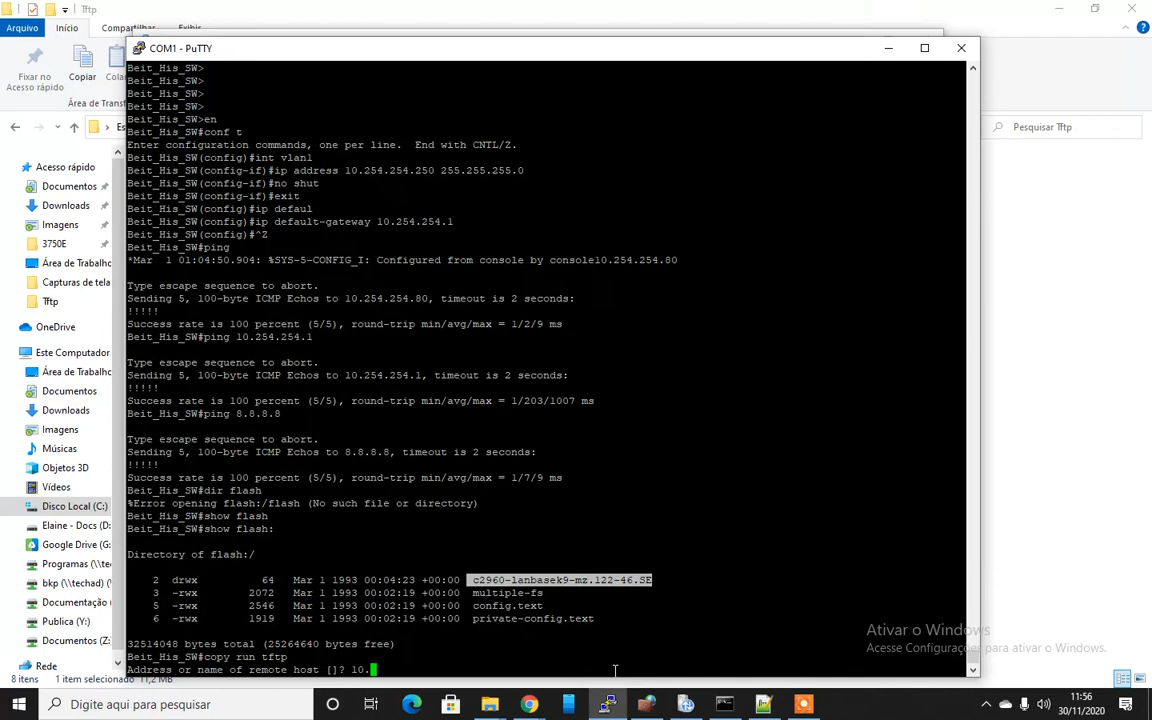 Tftp
Arquivo
Início
Compartilhar
Exibir
Fixar no
Acesso rápido
Copiar
Área de Transf
COM1 - PuTTY
Pesquisar Tftp
Acesso rápido
Documentos
Downloads
Imagens
3750E
Área de Trabalho
Capturas de tela
Tftp
OneDrive
Este Computador
Área de Trabalho
Documentos
Downloads
Imagens
Músicas
Objetos 3D
Vídeos
Disco Local (C:)
Elaine - Docs (D:
Google Drive (G:
Programas (\\te
bkp (\\techad) (
Publica (Y:)
Documentos (Z:)
Rede
8 itens
1 item selecionado
11,2 MB
Beit_His_SW>
Beit_His_SW>
Beit_His_SW>
Beit_His_SW>
Beit_His_SW>en
Beit_His_SW#conf t
Enter configuration commands, one per line.  End with CNTL/Z.
Beit_His_SW(config)#int vlan1
Beit_His_SW(config-if)#ip address 10.254.254.250 255.255.255.0
Beit_His_SW(config-if)#no shut
Beit_His_SW(config-if)#exit
Beit_His_SW(config)#ip defaul
Beit_His_SW(config)#ip default-gateway 10.254.254.1
Beit_His_SW(config)#^Z
Beit_His_SW#ping
*Mar  1 01:04:50.904: %SYS-5-CONFIG_I: Configured from console by console10.254.254.80
Type escape sequence to abort.
Sending 5, 100-byte ICMP Echos to 10.254.254.80, timeout is 2 seconds:
!!!!!
Success rate is 100 percent (5/5), round-trip min/avg/max = 1/2/9 ms
Beit_His_SW#ping 10.254.254.1
Type escape sequence to abort.
Sending 5, 100-byte ICMP Echos to 10.254.254.1, timeout is 2 seconds:
!!!!!
Success rate is 100 percent (5/5), round-trip min/avg/max = 1/203/1007 ms
Beit_His_SW#ping 8.8.8.8
Type escape sequence to abort.
Sending 5, 100-byte ICMP Echos to 8.8.8.8, timeout is 2 seconds:
!!!!!
Success rate is 100 percent (5/5), round-trip min/avg/max = 1/7/9 ms
Beit_His_SW#dir flash
%Error opening flash:/flash (No such file or directory)
Beit_His_SW#show flash
Beit_His_SW#show flash:
Directory of flash:/
2  drwx          64   Mar 1 1993 00:04:23 +00:00  c2960-lanbasek9-mz.122-46.SE
3  -rwx        2072   Mar 1 1993 00:02:19 +00:00  multiple-fs
5  -rwx        2546   Mar 1 1993 00:02:19 +00:00  config.text
6  -rwx        1919   Mar 1 1993 00:02:19 +00:00  private-config.text
32514048 bytes total (25264640 bytes free)
Beit_His_SW#copy run tftp
Address or name of remote host []? 10.
Ativar o Windows
Acesse Configurações para ativar o Windows.
Digite aqui para pesquisar
11:56
30/11/2020